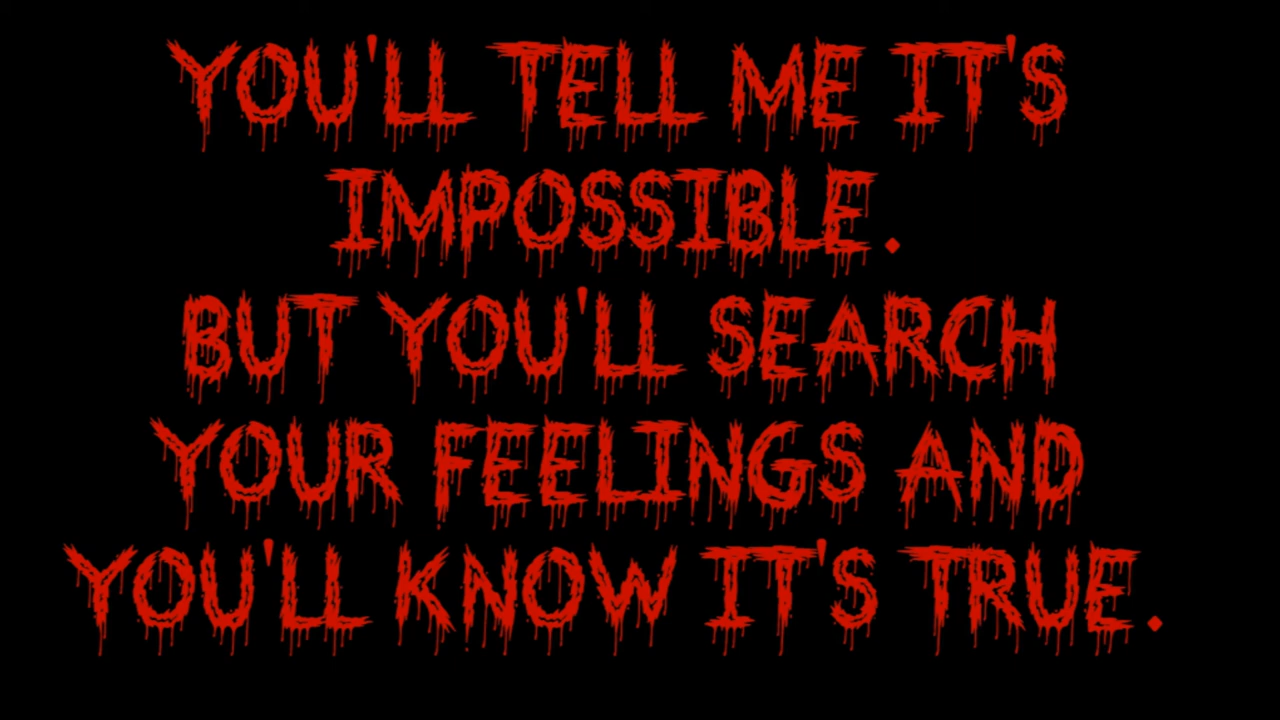 YOU'LL TELL ME IT'S
IMPOSSIBLE.
BUT YOU'LL SEARCH
YOUR FEELINGS AND
YOU'LL KNOW IT'S TRUE.